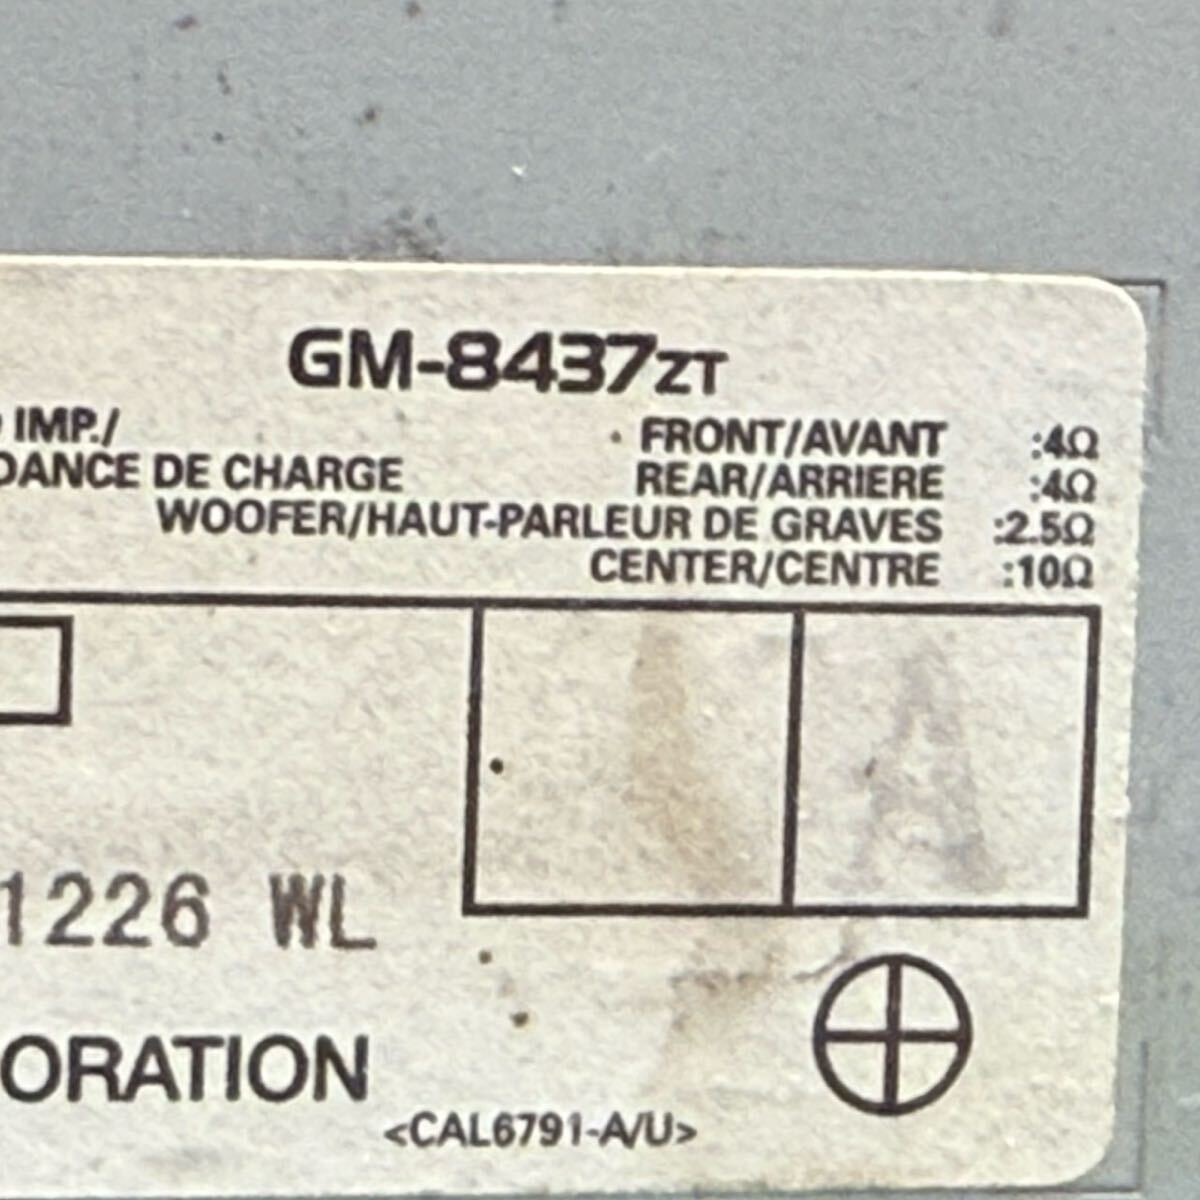 GM-8437ZT
IMP./
DANCE DE CHARGE
FRONT/AVANT :4Ω
REAR/ARRIERE :4Ω
WOOFER/HAUT-PARLEUR DE GRAVES :2.5Ω
CENTER/CENTRE :10Ω
A
1226 WL
ORATION
<CAL6791-A/U>